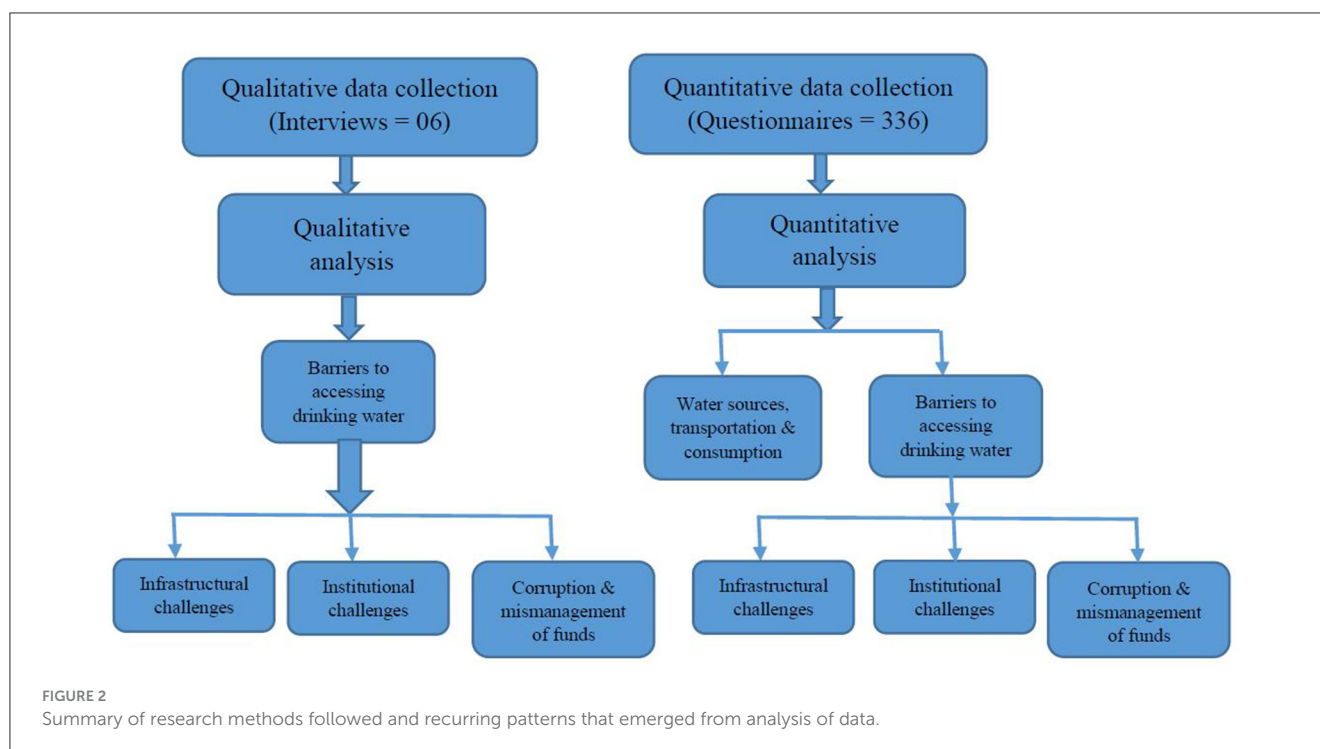 Qualitative data collection
(Interviews = 06)
Qualitative
analysis
Barriers to
accessing
drinking water
Infrastructural
challenges
Institutional
challenges
Corruption &
mismanagement
of funds
Quantitative data collection
(Questionnaires = 336)
Quantitative
analysis
Water sources,
transportation &
consumption
Barriers to
accessing
drinking water
Infrastructural
challenges
Institutional
challenges
Corruption &
mismanagement
of funds
FIGURE 2
Summary of research methods followed and recurring patterns that emerged from analysis of data.